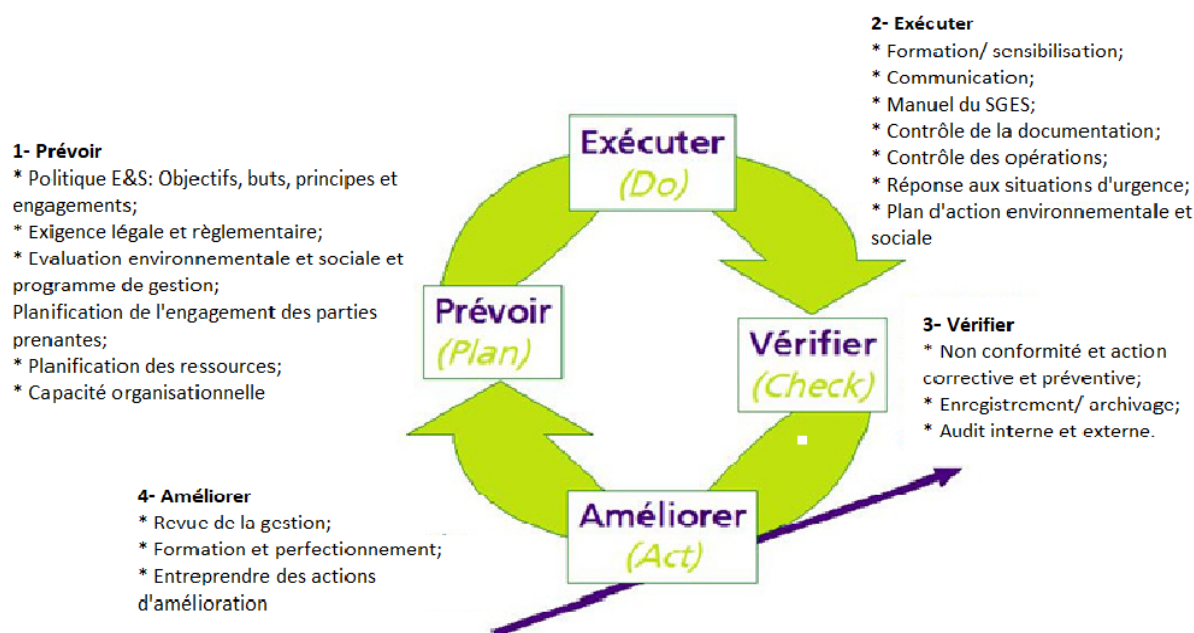 1- Prévoir
* Politique E&S: Objectifs, buts, principes et
engagements;
* Exigence légale et règlementaire;
* Evaluation environnementale et sociale et
programme de gestion;
Planification de l'engagement des parties
prenantes;
* Planification des ressources;
* Capacité organisationnelle
Exécuter
(Do)
2- Exécuter
* Formation/ sensibilisation;
* Communication;
* Manuel du SGES;
* Contrôle de la documentation;
* Contrôle des opérations;
* Réponse aux situations d'urgence;
* Plan d'action environnementale et
sociale
Prévoir
(Plan)
Vérifier
(Check)
3- Vérifier
* Non conformité et action
corrective et préventive;
* Enregistrement/ archivage;
* Audit interne et externe.
4- Améliorer
* Revue de la gestion;
* Formation et perfectionnement;
* Entreprendre des actions
d'amélioration
Améliorer
(Act)